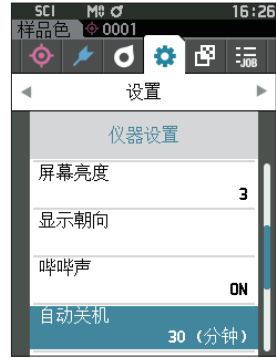 SCI M0 16:26
样品色 0001
JOB
设置
仪器设置
屏幕亮度
3
显示朝向
哔哔声
ON
自动关机
30 (分钟)